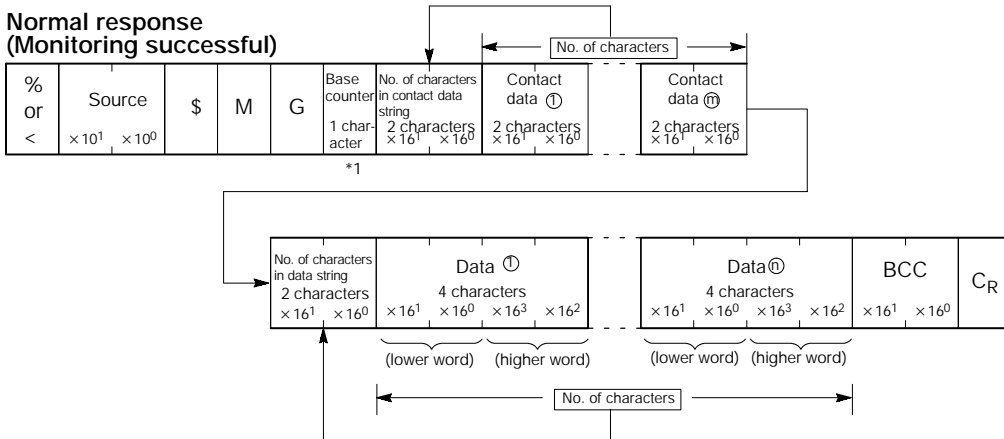 Normal response
(Monitoring successful)
No. of characters
%
or
<
Source
×10¹ ×10⁰
$
M
G
Base
counter
1 char-
acter
*1
No. of characters
in contact data
string
2 characters
×16¹ ×16⁰
Contact
data ①
2 characters
×16¹ ×16⁰
Contact
data ⓜ
2 characters
×16¹ ×16⁰
No. of characters
in data string
2 characters
×16¹ ×16⁰
Data ①
4 characters
×16¹ ×16⁰ ×16³ ×16²
(lower word) (higher word)
Data ⓝ
4 characters
×16¹ ×16⁰ ×16³ ×16²
(lower word) (higher word)
BCC
×16¹ ×16⁰
CR
No. of characters